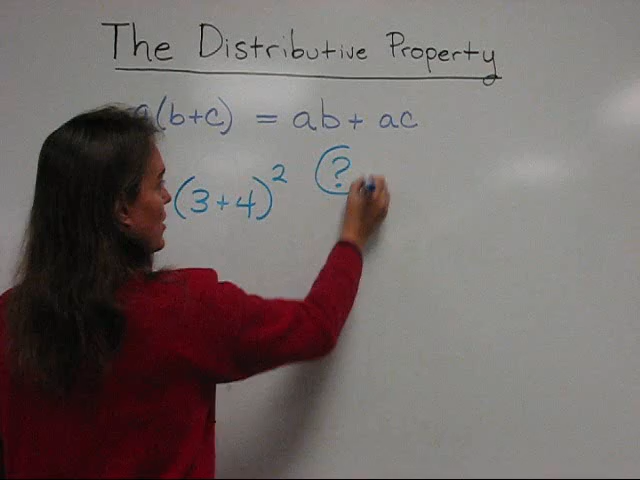 The Distributive Property
a(b+c) = ab + ac
(3+4)² (?